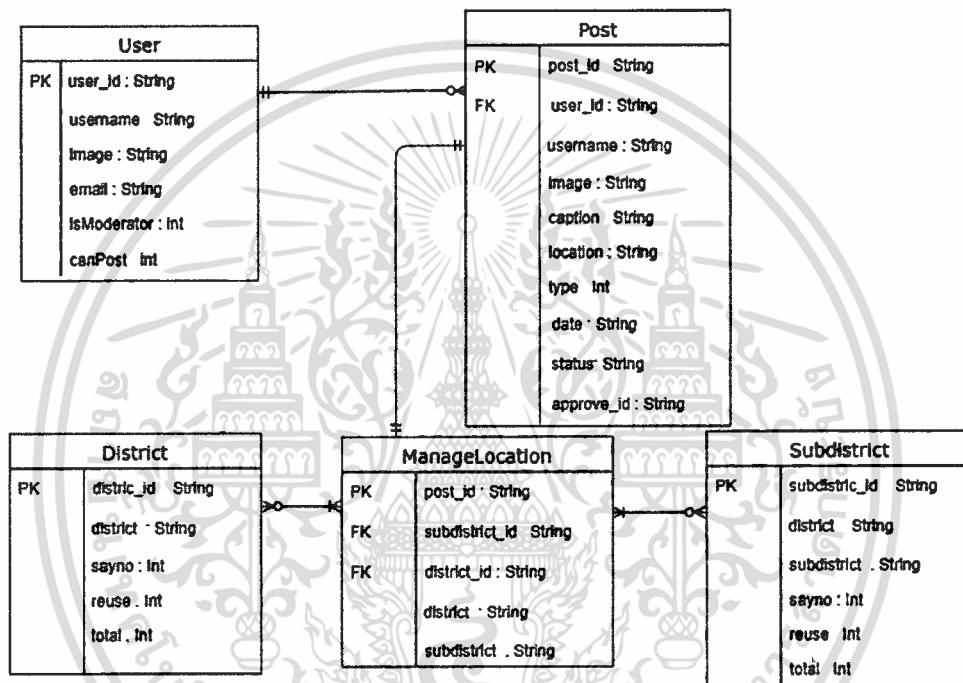 User
PK user_id : String
username String
image : String
email : String
isModerator : Int
canPost Int
Post
PK post_id String
FK user_id : String
username : String
image : String
caption String
location : String
type Int
date : String
status String
approve_id : String
District
PK distric_id String
district : String
sayno : Int
reuse . Int
total . Int
ManageLocation
PK post_id : String
FK subdistrict_id String
FK district_id : String
district : String
subdistrict . String
Subdistrict
PK subdistric_id String
district String
subdistrict . String
sayno : Int
reuse Int
total Int